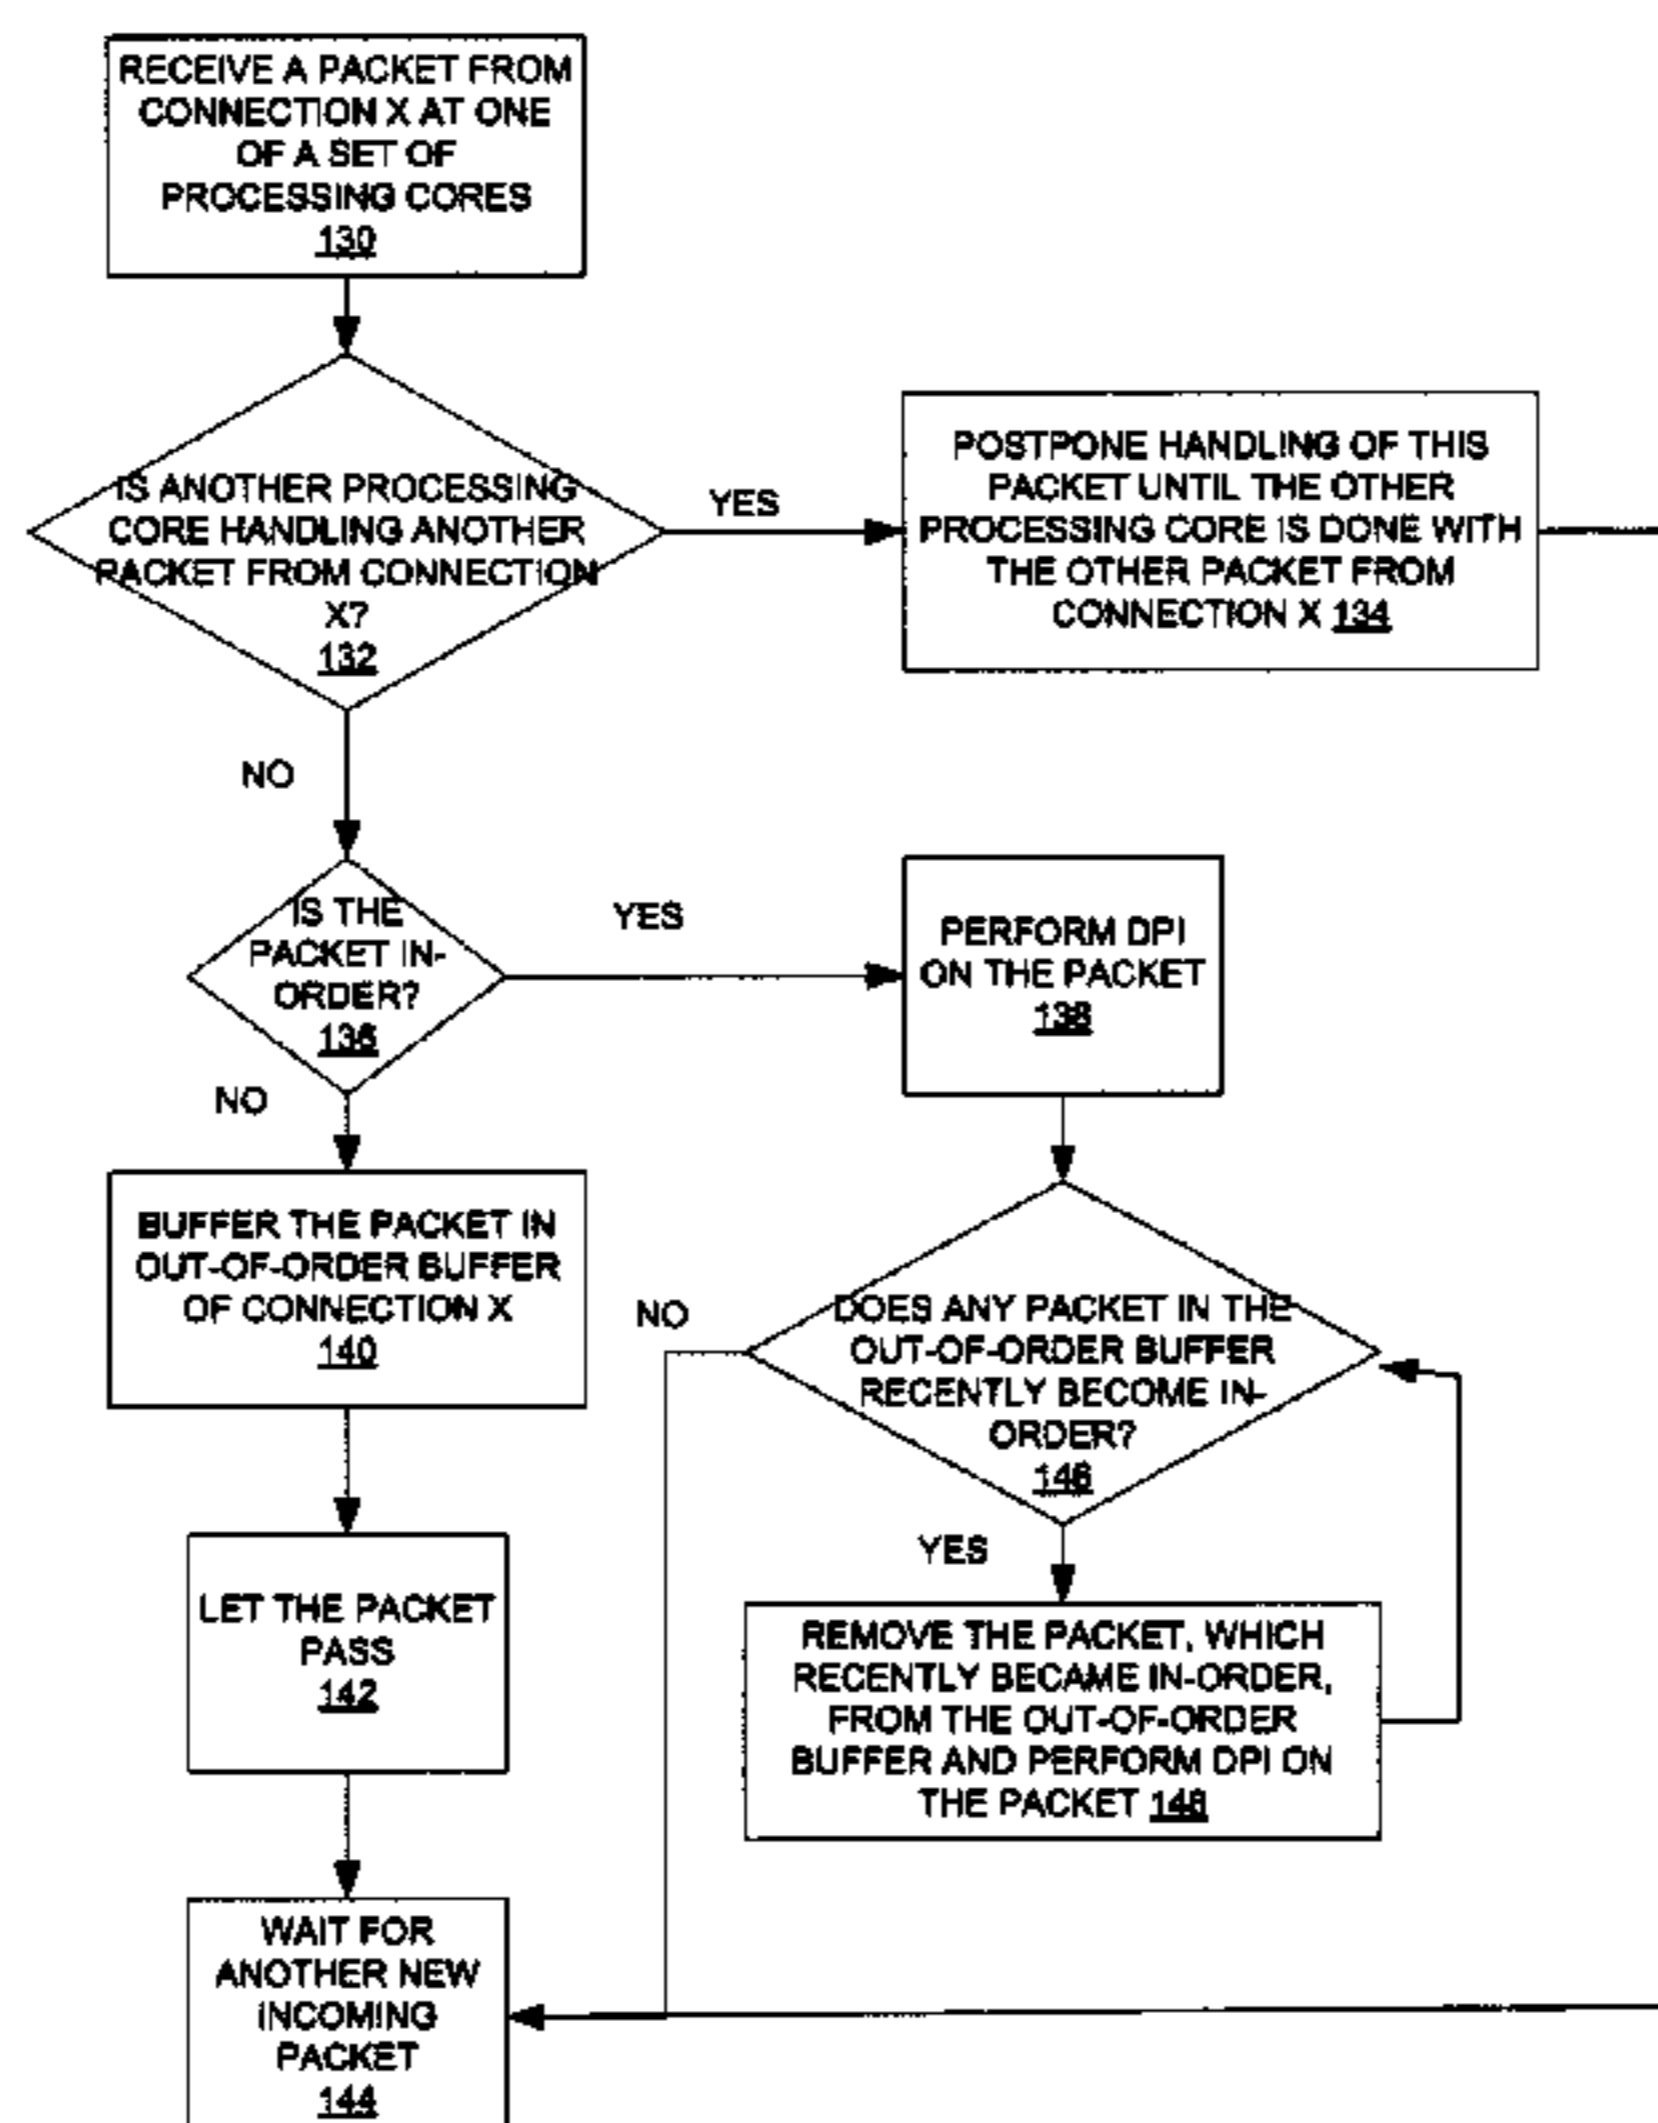 RECEIVE A PACKET FROM
CONNECTION X AT ONE
OF A SET OF
PROCESSING CORES
130
IS ANOTHER PROCESSING
CORE HANDLING ANOTHER
PACKET FROM CONNECTION
X?
132
YES
POSTPONE HANDLING OF THIS
PACKET UNTIL THE OTHER
PROCESSING CORE IS DONE WITH
THE OTHER PACKET FROM
CONNECTION X 134
NO
IS THE
PACKET IN-
ORDER?
136
YES
PERFORM DPI
ON THE PACKET
138
NO
BUFFER THE PACKET IN
OUT-OF-ORDER BUFFER
OF CONNECTION X
140
NO
DOES ANY PACKET IN THE
OUT-OF-ORDER BUFFER
RECENTLY BECOME IN-
ORDER?
146
YES
LET THE PACKET
PASS
142
REMOVE THE PACKET, WHICH
RECENTLY BECAME IN-ORDER,
FROM THE OUT-OF-ORDER
BUFFER AND PERFORM DPI ON
THE PACKET 148
WAIT FOR
ANOTHER NEW
INCOMING
PACKET
144